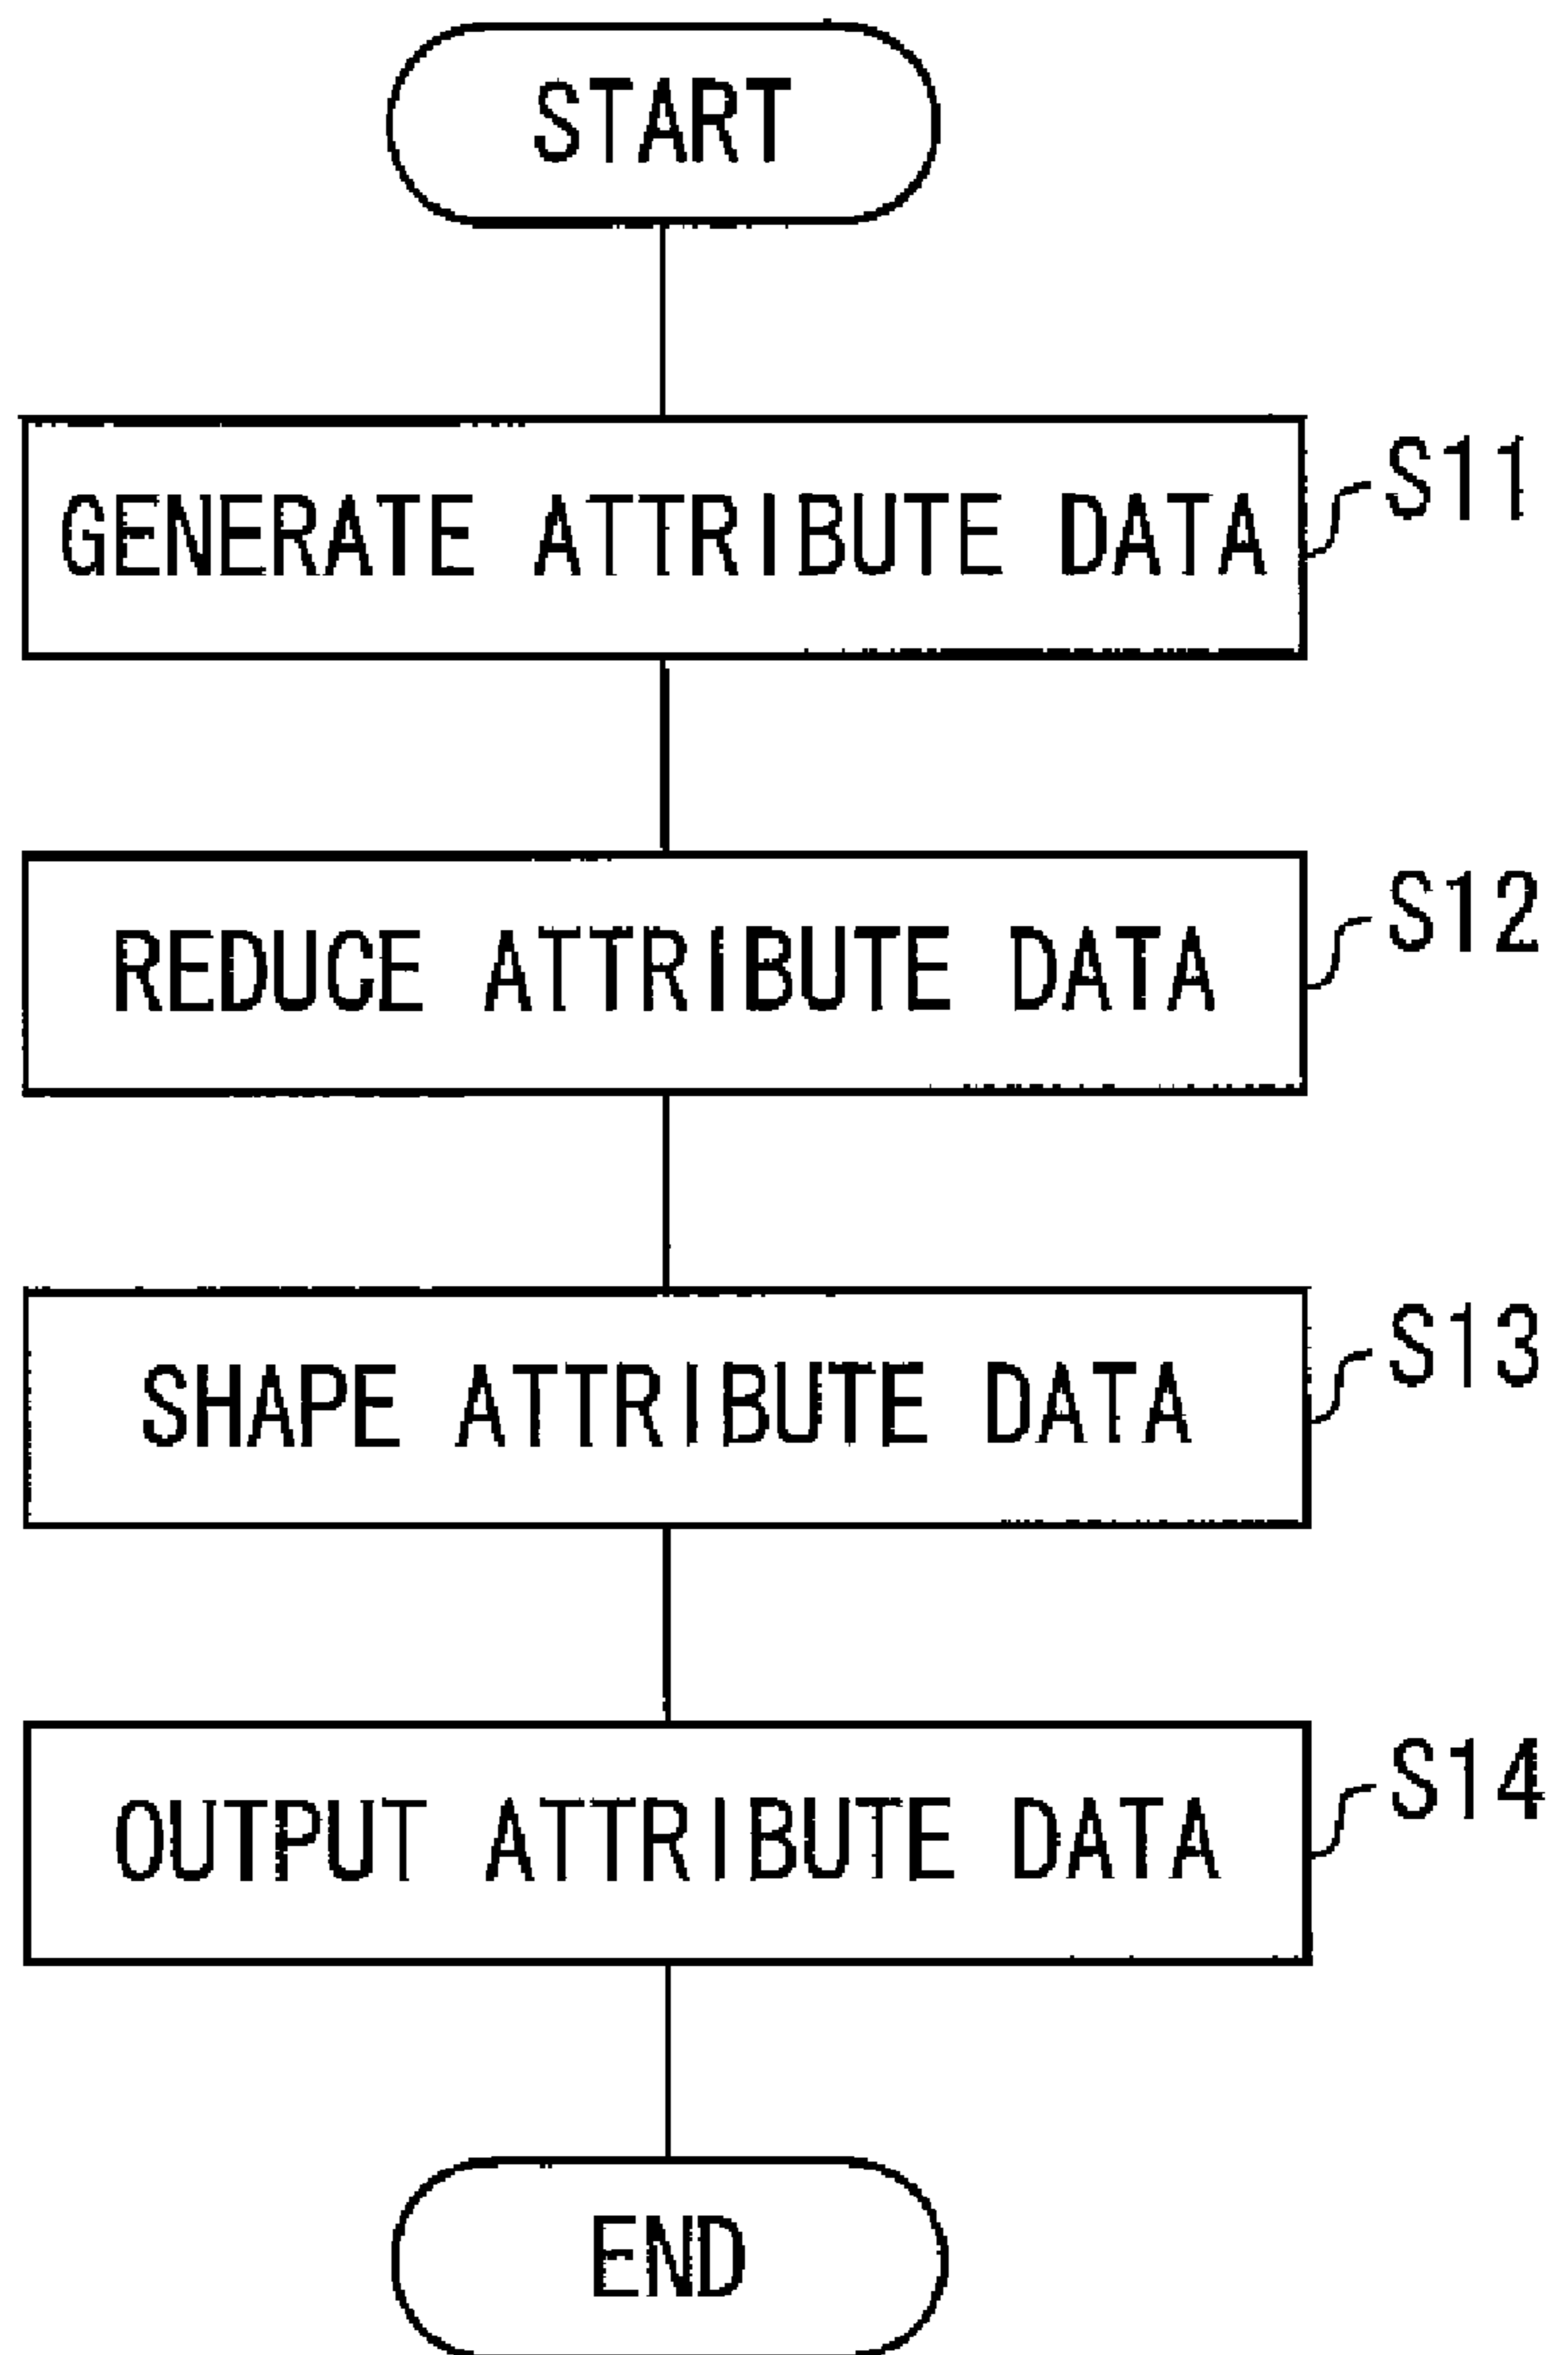 START
GENERATE ATTRIBUTE DATA
S11
REDUCE ATTRIBUTE DATA
S12
SHAPE ATTRIBUTE DATA
S13
OUTPUT ATTRIBUTE DATA
S14
END